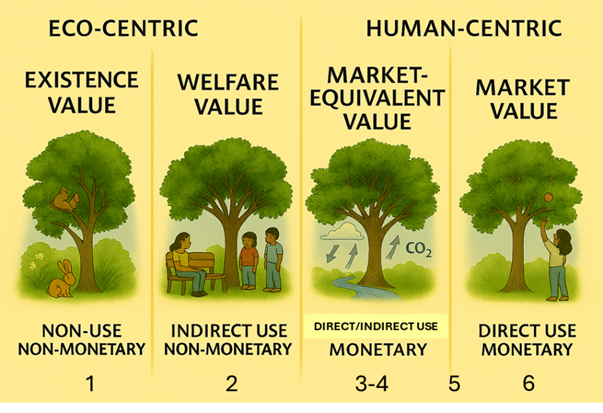 ECO-CENTRIC
HUMAN-CENTRIC
EXISTENCE
VALUE
WELFARE
VALUE
MARKET-
EQUIVALENT
VALUE
MARKET
VALUE
CO₂
NON-USE
NON-MONETARY
INDIRECT USE
NON-MONETARY
DIRECT/INDIRECT USE
MONETARY
DIRECT USE
MONETARY
1
2
3-4
5
6